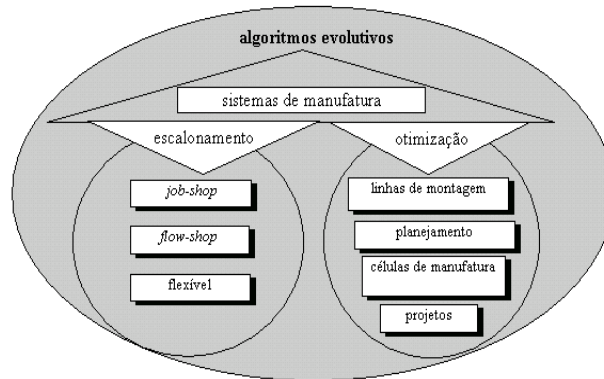 algoritmos evolutivos
sistemas de manufatura
escalonamento
otimização
job-shop
flow-shop
flexível
linhas de montagem
planejamento
células de manufatura
projetos